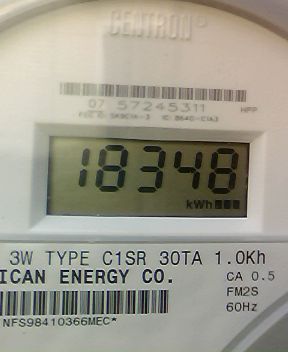 CENTRON®
07 57245311 HPP
18348
kWh
3W TYPE C1SR 30TA 1.0Kh
ICAN ENERGY CO. CA 0.5
FM2S
NFS98410366MEC* 60Hz